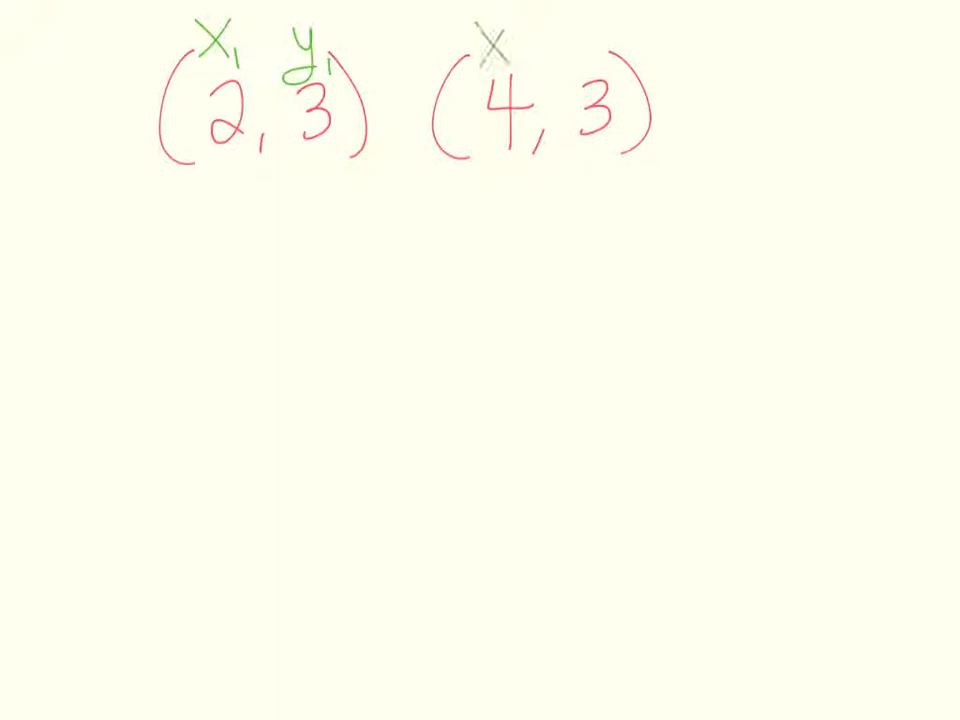 x₁ y₁ x
(2, 3) (4, 3)